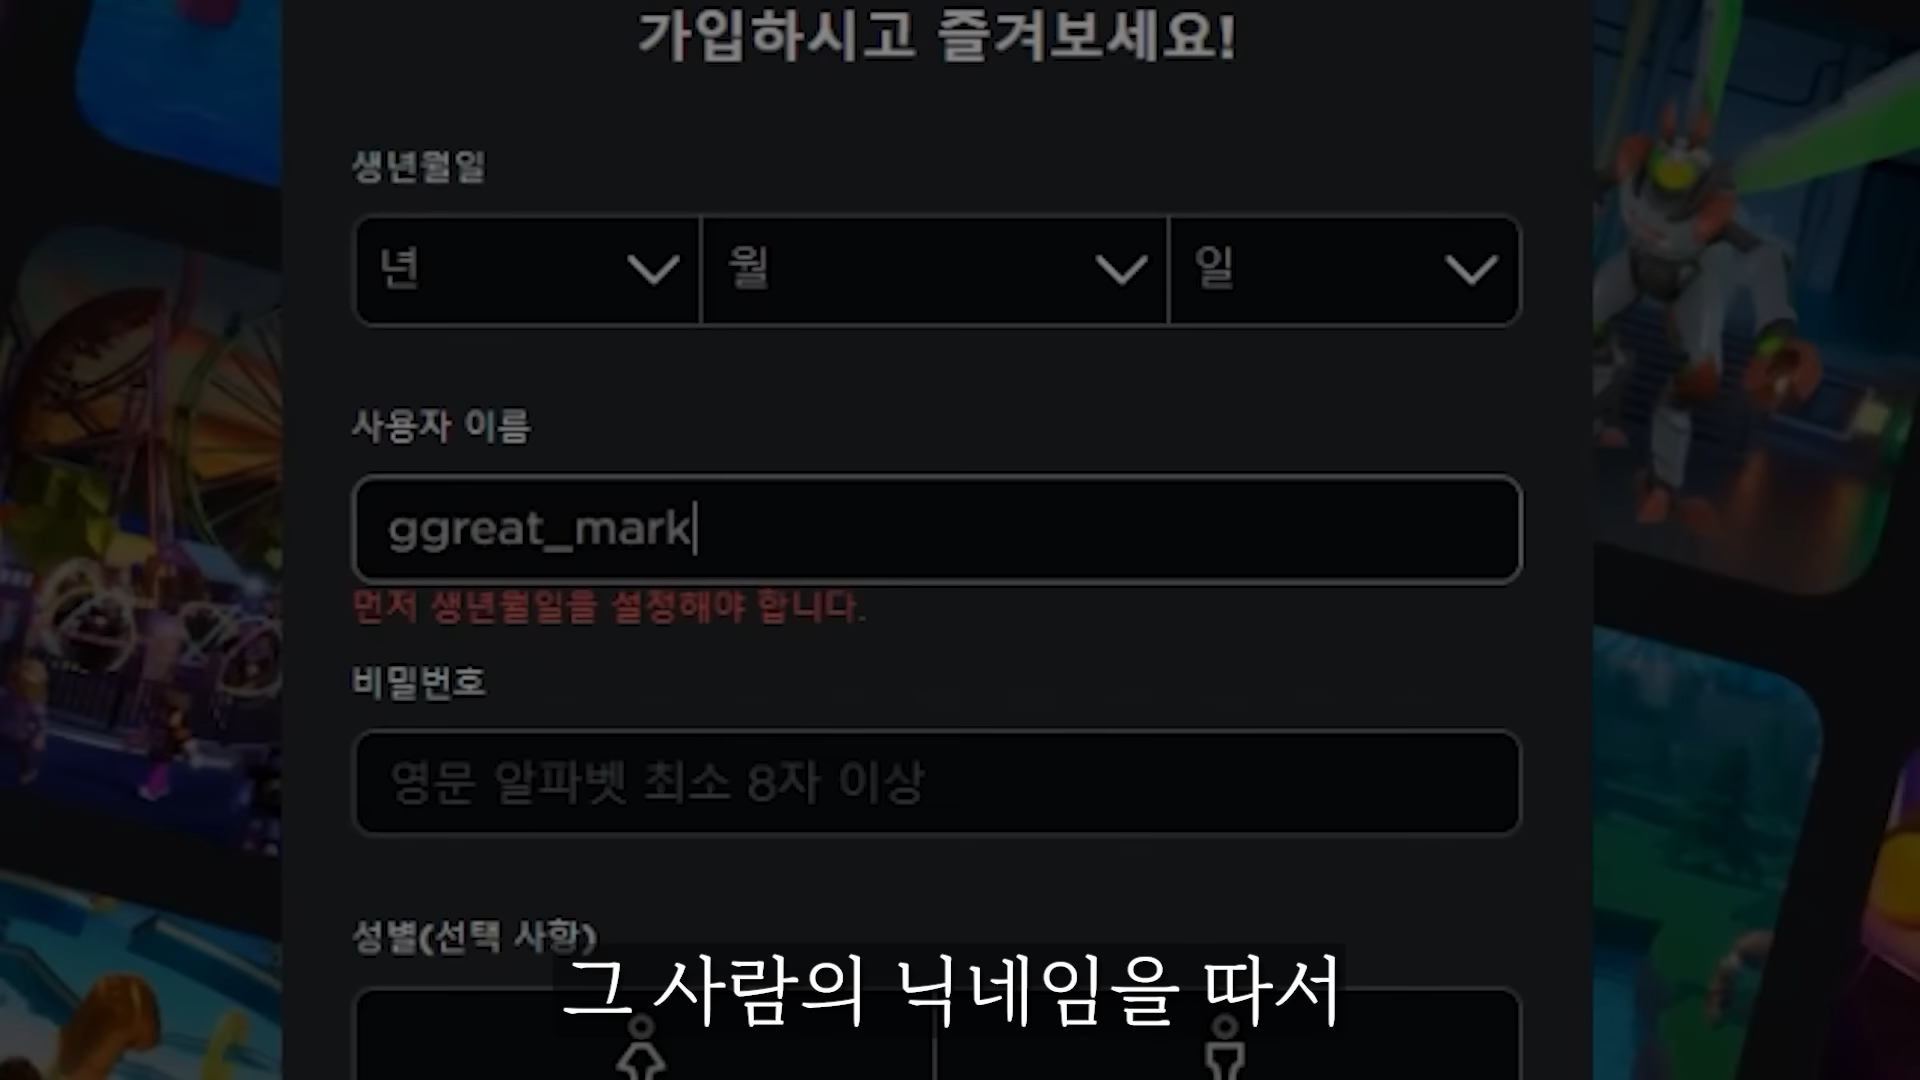 가입하시고 즐겨보세요!
생년월일
년 월 일
사용자 이름
ggreat_mark
먼저 생년월일을 설정해야 합니다.
비밀번호
영문 알파벳 최소 8자 이상
성별(선택 사항)
그 사람의 닉네임을 따서